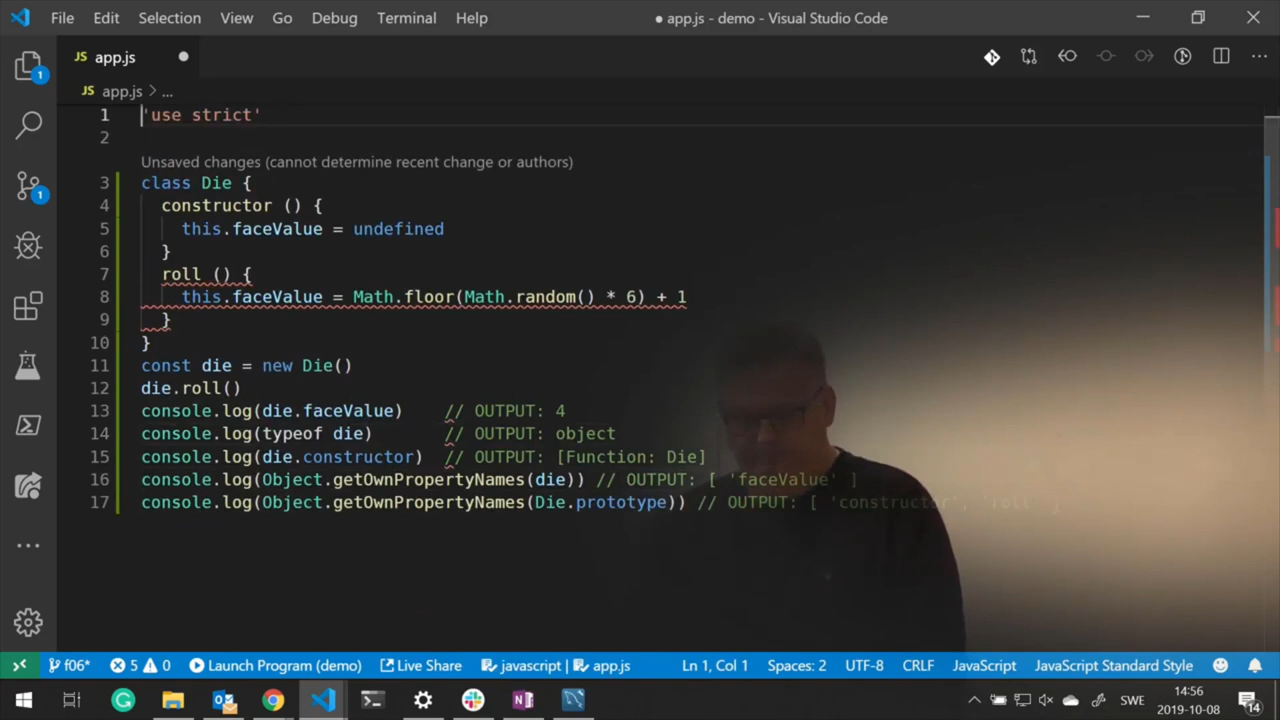 File Edit Selection View Go Debug Terminal Help ● app.js - demo - Visual Studio Code
JS app.js ●
JS app.js > ...
1 'use strict'
2
Unsaved changes (cannot determine recent change or authors)
3 class Die {
4 constructor () {
5 this.faceValue = undefined
6 }
7 roll () {
8 this.faceValue = Math.floor(Math.random() * 6) + 1
9 }
10 }
11 const die = new Die()
12 die.roll()
13 console.log(die.faceValue) // OUTPUT: 4
14 console.log(typeof die) // OUTPUT: object
15 console.log(die.constructor) // OUTPUT: [Function: Die]
16 console.log(Object.getOwnPropertyNames(die)) // OUTPUT: [ 'faceValue' ]
17 console.log(Object.getOwnPropertyNames(Die.prototype)) // OUTPUT: [ 'constructor', 'roll' ]
1
1
f06* 5 0 Launch Program (demo) Live Share javascript | app.js Ln 1, Col 1 Spaces: 2 UTF-8 CRLF JavaScript JavaScript Standard Style
SWE 14:56
2019-10-08 14